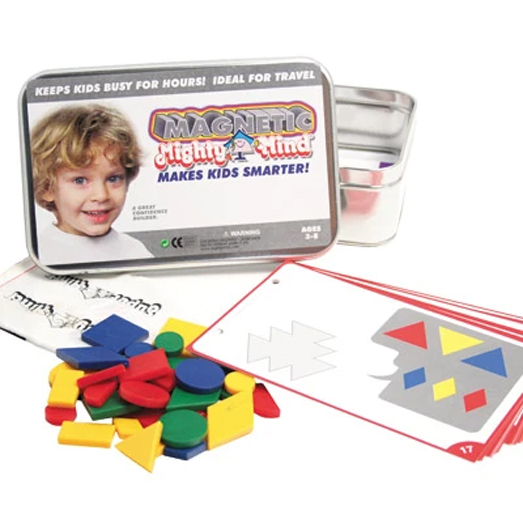 KEEPS KIDS BUSY FOR HOURS! IDEAL FOR TRAVEL
MAGNETIC
Mighty Mind
MAKES KIDS SMARTER!
A GREAT
CONFIDENCE
BUILDER.
CE
WARNING
AGES
3-8
17